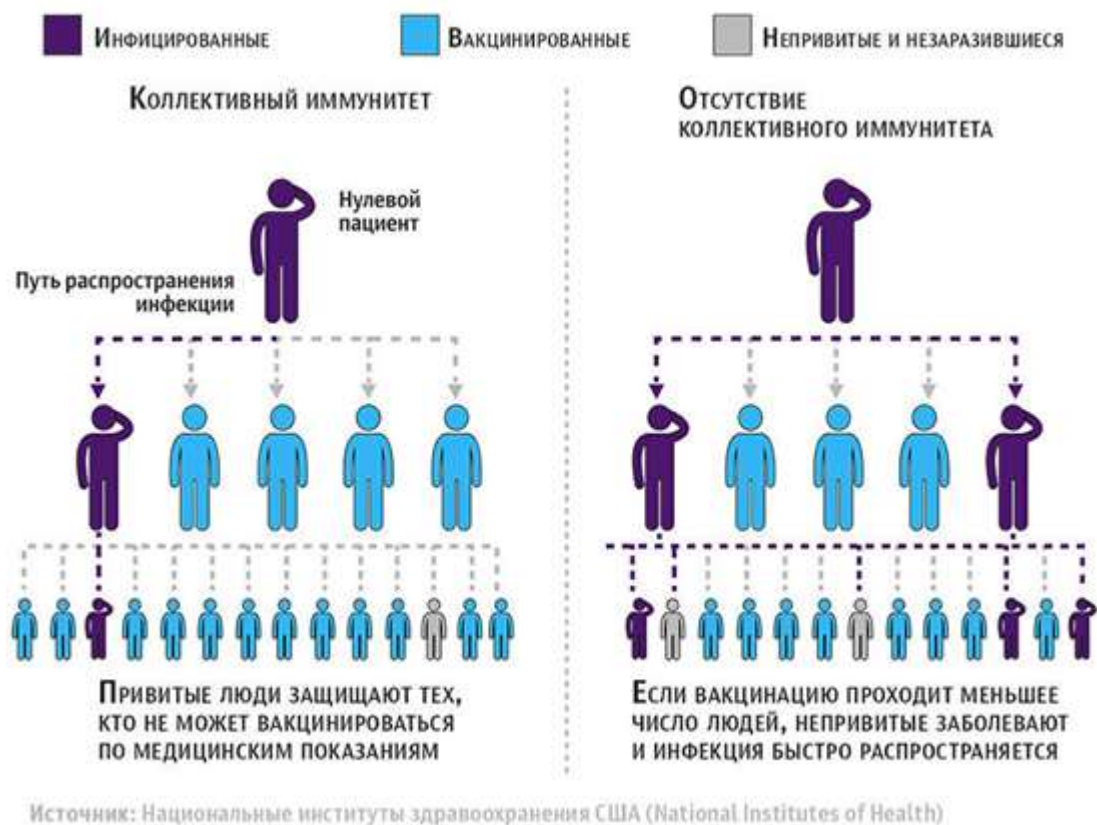 Инфицированные
Вакцинированные
Непривитые и незаразившиеся
Коллективный иммунитет
Нулевой
пациент
Путь распространения
инфекции
Привитые люди защищают тех,
кто не может вакцинироваться
по медицинским показаниям
Отсутствие
коллективного иммунитета
Если вакцинацию проходит меньшее
число людей, непривитые заболевают
и инфекция быстро распространяется
Источник: Национальные институты здравоохранения США (National Institutes of Health)